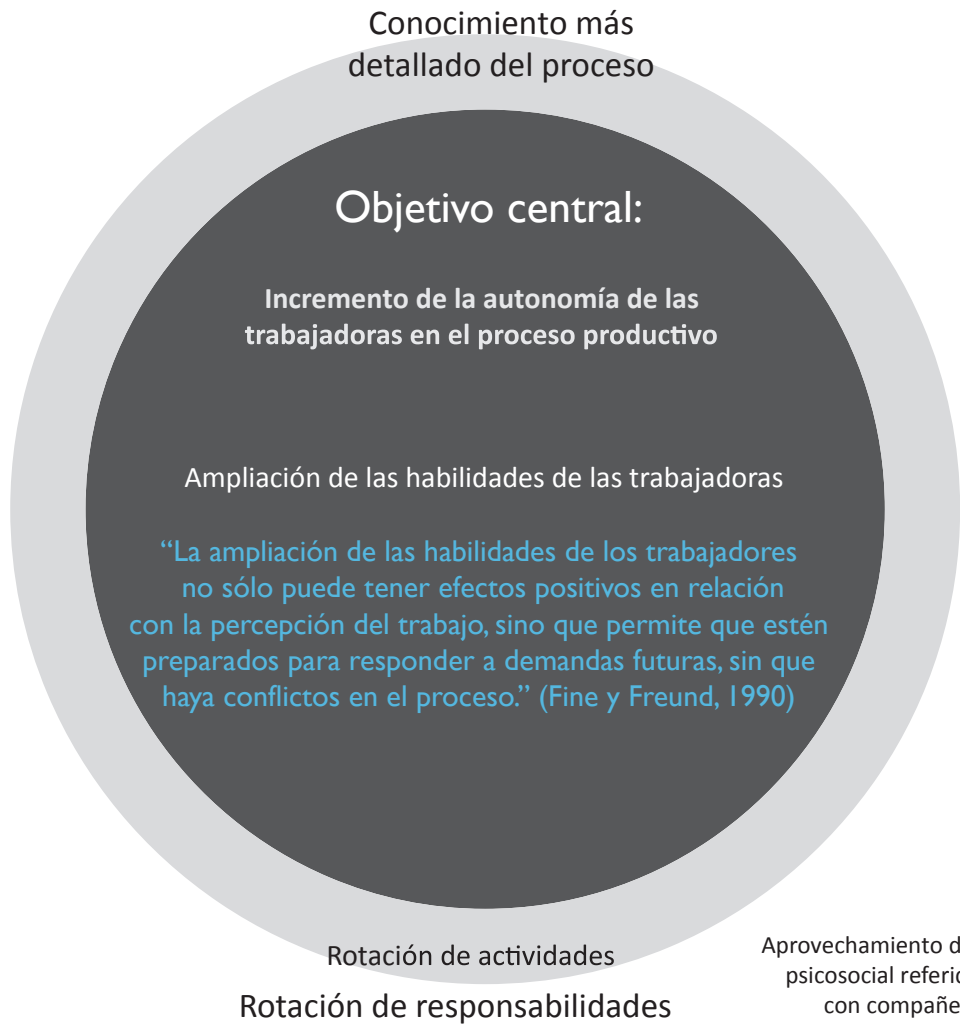 Conocimiento más
detallado del proceso
Objetivo central:
Incremento de la autonomía de las
trabajadoras en el proceso productivo
Ampliación de las habilidades de las trabajadoras
“La ampliación de las habilidades de los trabajadores
no sólo puede tener efectos positivos en relación
con la percepción del trabajo, sino que permite que estén
preparados para responder a demandas futuras, sin que
haya conflictos en el proceso.” (Fine y Freund, 1990)
Rotación de actividades
Rotación de responsabilidades
Aprovechamiento d
psicosocial referi
con compañe